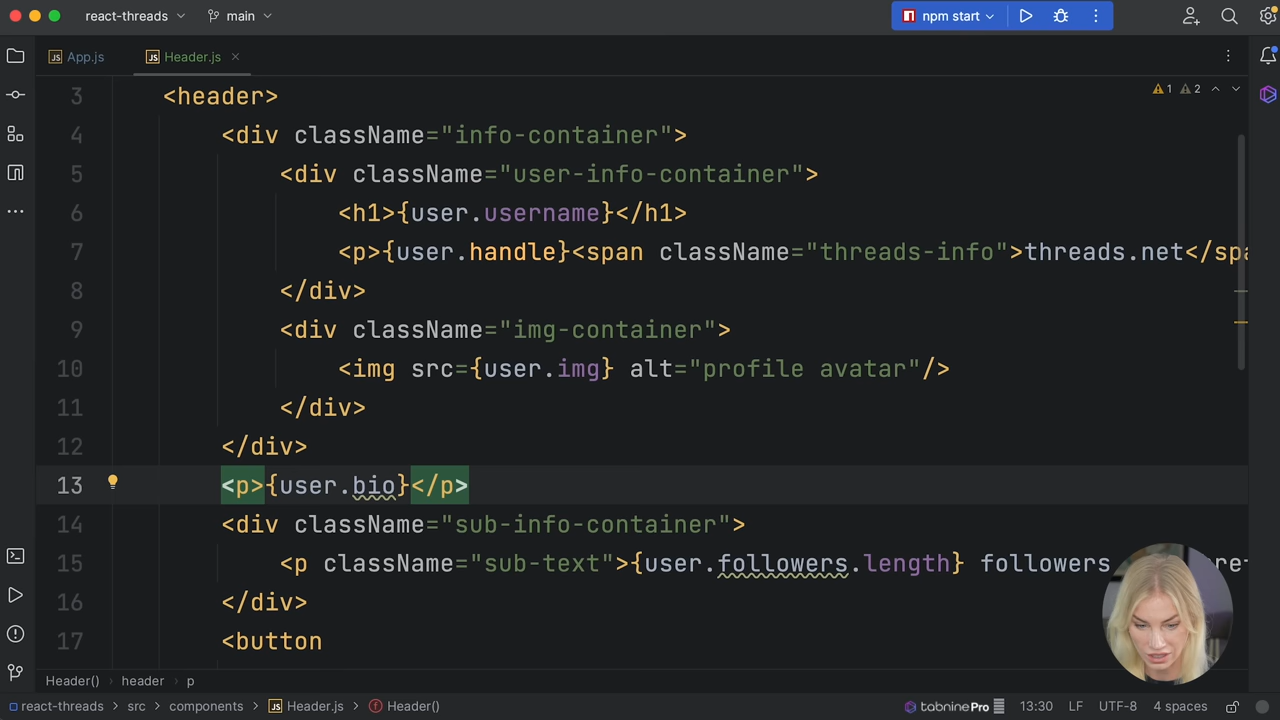 react-threads main npm start
App.js Header.js
3 <header> 1 2
4 <div className="info-container">
5 <div className="user-info-container">
6 <h1>{user.username}</h1>
7 <p>{user.handle}<span className="threads-info">threads.net</spa
8 </div>
9 <div className="img-container">
10 <img src={user.img} alt="profile avatar"/>
11 </div>
12 </div>
13 <p>{user.bio}</p>
14 <div className="sub-info-container">
15 <p className="sub-text">{user.followers.length} followers
16 </div>
17 <button
Header() header p
react-threads src components Header.js Header() tabnine Pro 13:30 LF UTF-8 4 spaces